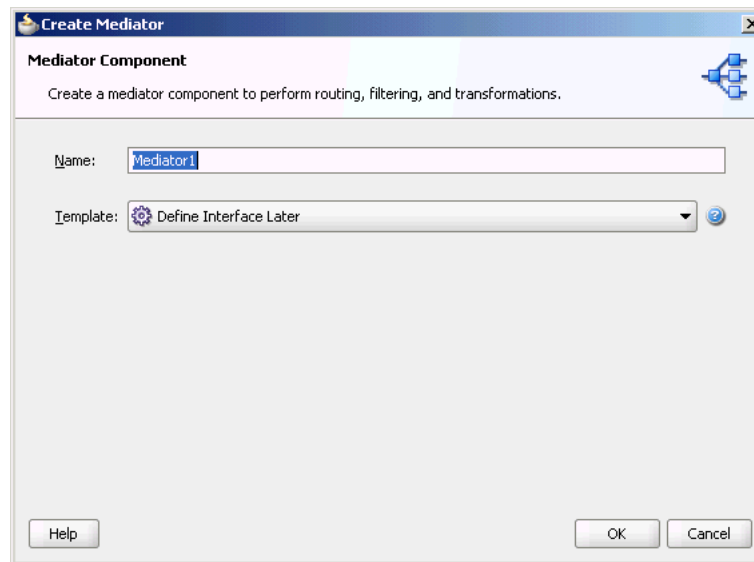 Create Mediator
Mediator Component
Create a mediator component to perform routing, filtering, and transformations.
Name: Mediator1
Template: Define Interface Later
Help OK Cancel